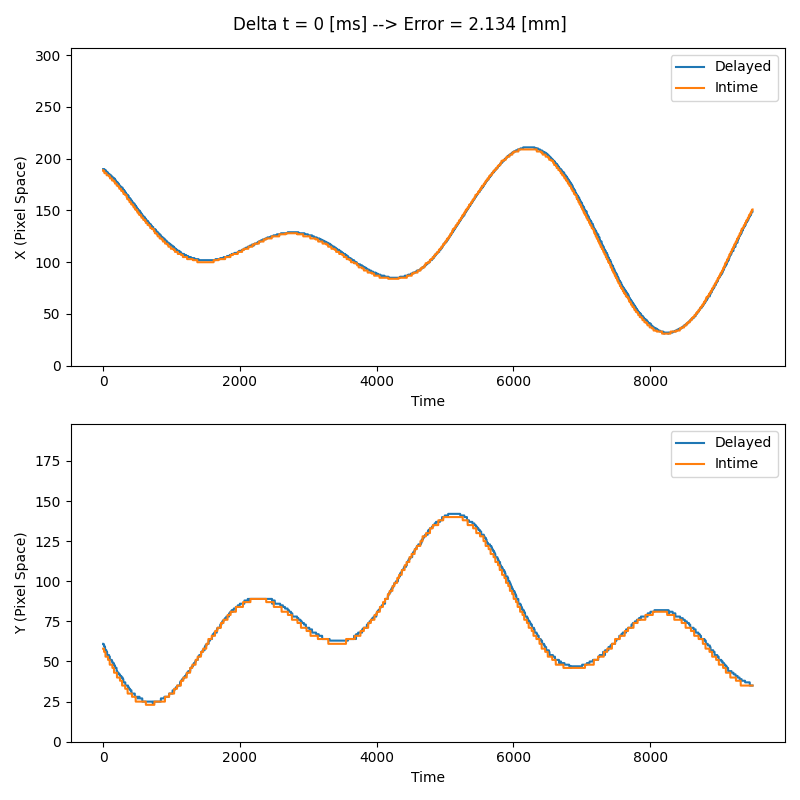 Delta t = 0 [ms] --> Error = 2.134 [mm]
300
250
200
150
100
50
0
X (Pixel Space)
Delayed
Intime
0 2000 4000 6000 8000
Time
175
150
125
100
75
50
25
0
Y (Pixel Space)
Delayed
Intime
0 2000 4000 6000 8000
Time